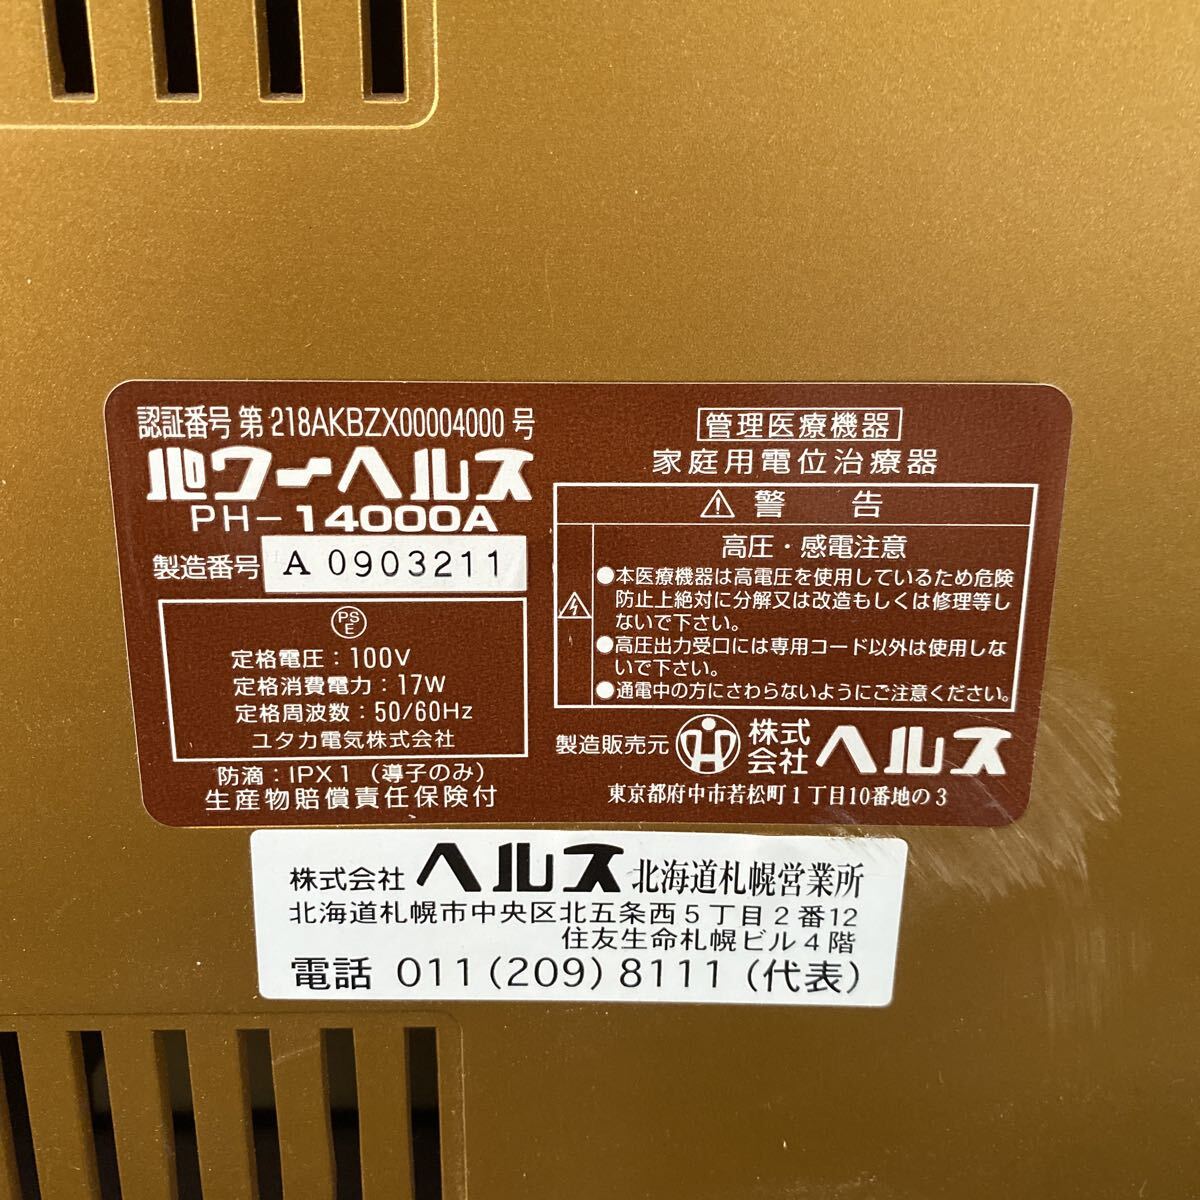 認証番号 第 218AKBZX00004000 号
パワーヘルス
PH-14000A
製造番号 A 0903211
PSE
定格電圧：100V
定格消費電力：17W
定格周波数：50/60Hz
ユタカ電気株式会社
防滴：IPX1（導子のみ）
生産物賠償責任保険付
管理医療機器
家庭用電位治療器
警 告
高圧・感電注意
●本医療機器は高電圧を使用しているため危険
防止上絶対に分解又は改造もしくは修理等し
ないで下さい。
●高圧出力受口には専用コード以外は使用しな
いで下さい。
●通電中の方にさわらないようにご注意ください。
製造販売元 株式会社 ヘルス
東京都府中市若松町1丁目10番地の3
株式会社 ヘルス 北海道札幌営業所
北海道札幌市中央区北五条西5丁目2番12
住友生命札幌ビル4階
電話 011(209)8111（代表）